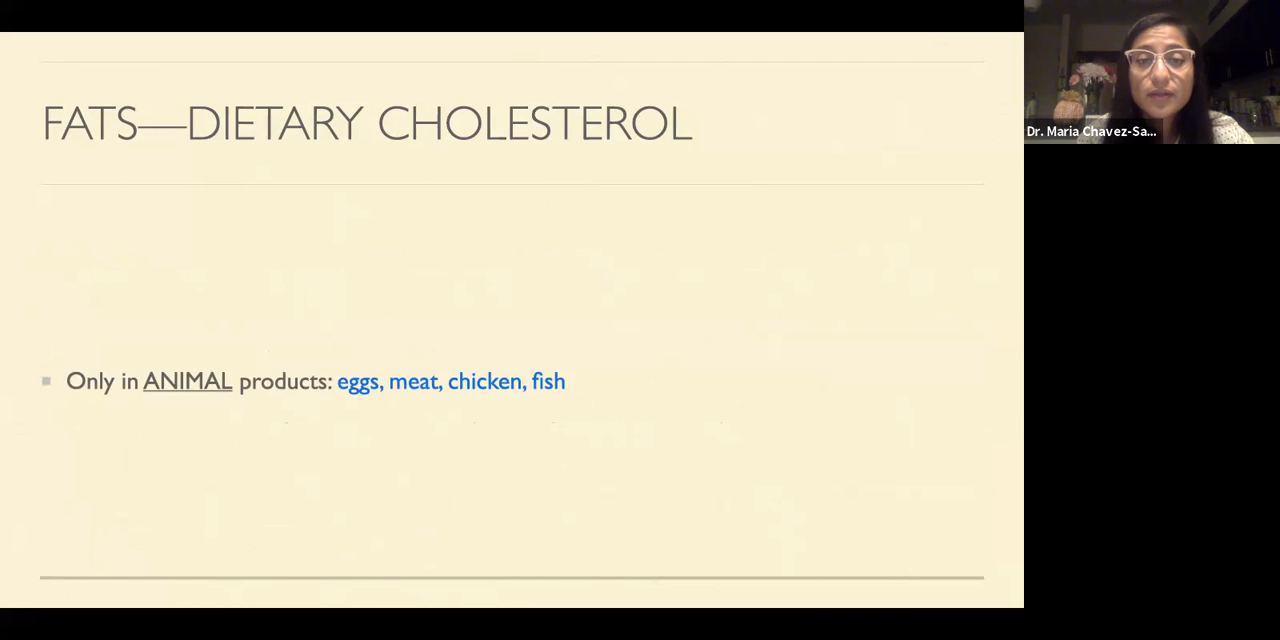 FATS—DIETARY CHOLESTEROL
Only in ANIMAL products: eggs, meat, chicken, fish
Dr. Maria Chavez-Sa...